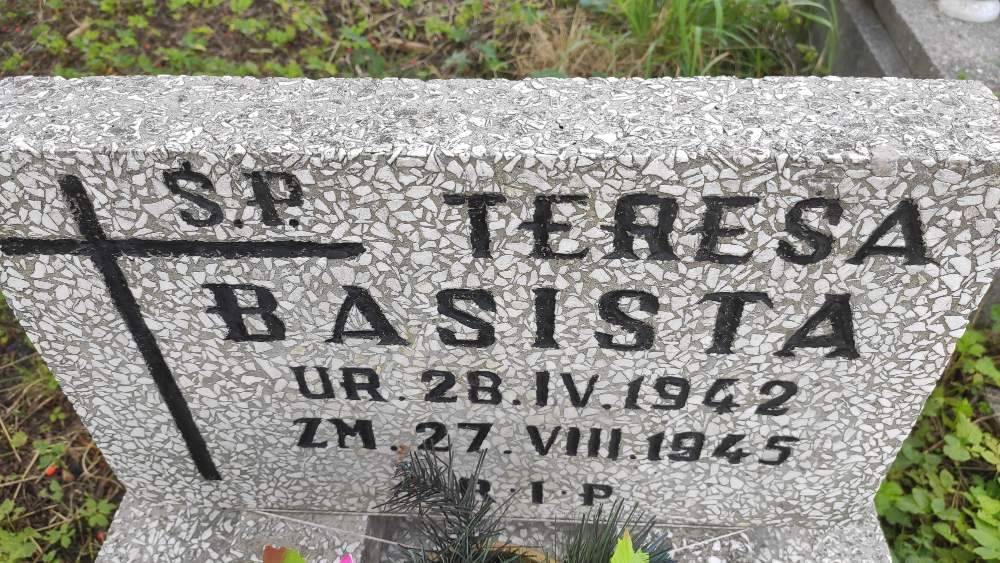 Ś.P. TERESA
BASISTA
UR. 28.IV.1942
ZM. 27.VIII.1945
R.I.P